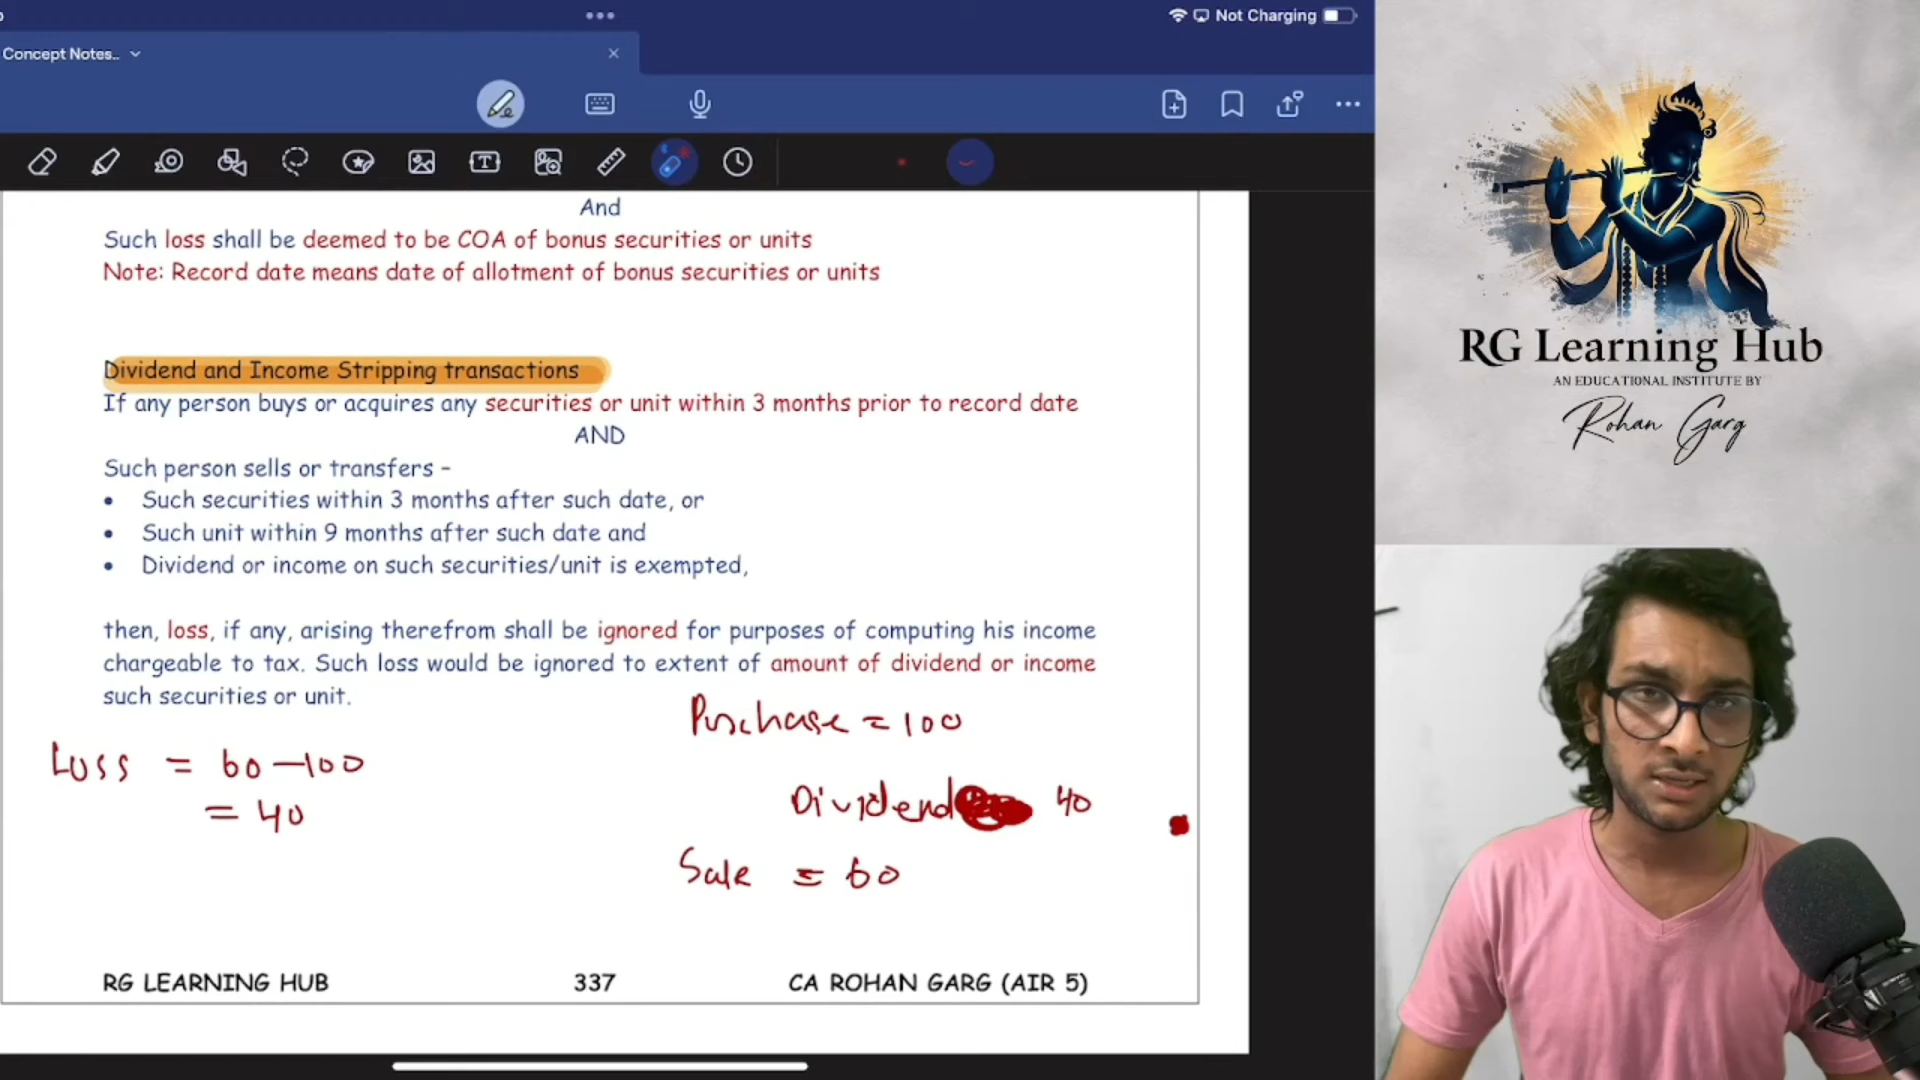 Not Charging
Concept Notes..
And
Such loss shall be deemed to be COA of bonus securities or units
Note: Record date means date of allotment of bonus securities or units
Dividend and Income Stripping transactions
If any person buys or acquires any securities or unit within 3 months prior to record date
AND
Such person sells or transfers –
• Such securities within 3 months after such date, or
• Such unit within 9 months after such date and
• Dividend or income on such securities/unit is exempted,
then, loss, if any, arising therefrom shall be ignored for purposes of computing his income
chargeable to tax. Such loss would be ignored to extent of amount of dividend or income
such securities or unit.
Purchase = 100
Loss = 60 – 100
= 40
Dividend 40
Sale = 60
RG LEARNING HUB 337 CA ROHAN GARG (AIR 5)
RG Learning Hub
AN EDUCATIONAL INSTITUTE BY
Rohan Garg